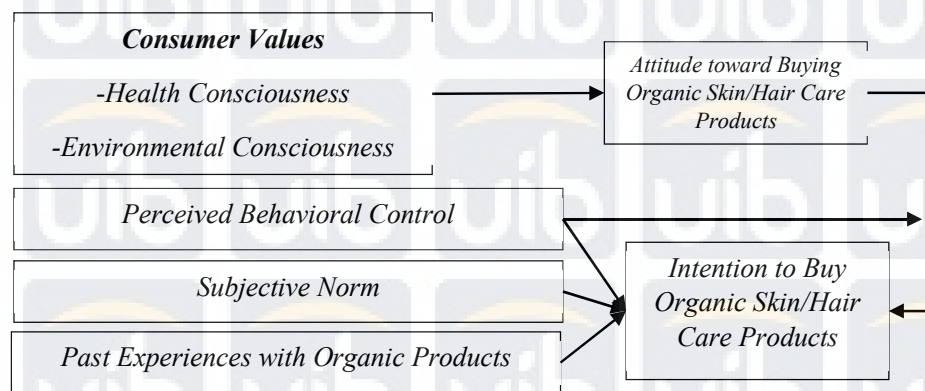 Consumer Values
-Health Consciousness
-Environmental Consciousness
Attitude toward Buying
Organic Skin/Hair Care
Products
Perceived Behavioral Control
Subjective Norm
Past Experiences with Organic Products
Intention to Buy
Organic Skin/Hair
Care Products
uib